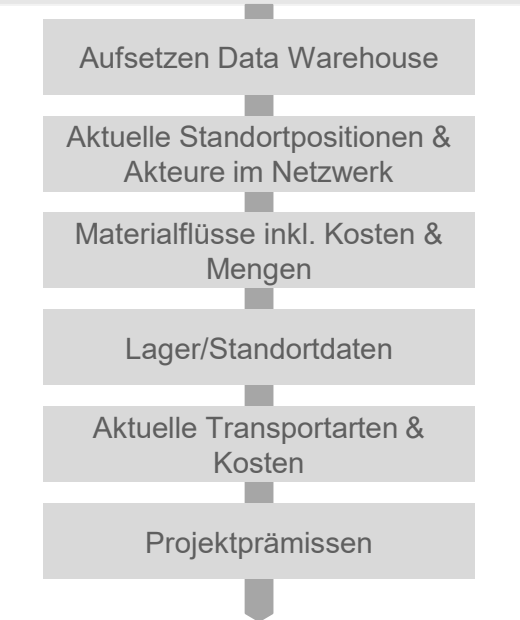 Aufsetzen Data Warehouse
Aktuelle Standortpositionen &
Akteure im Netzwerk
Materialflüsse inkl. Kosten &
Mengen
Lager/Standortdaten
Aktuelle Transportarten &
Kosten
Projektprämissen